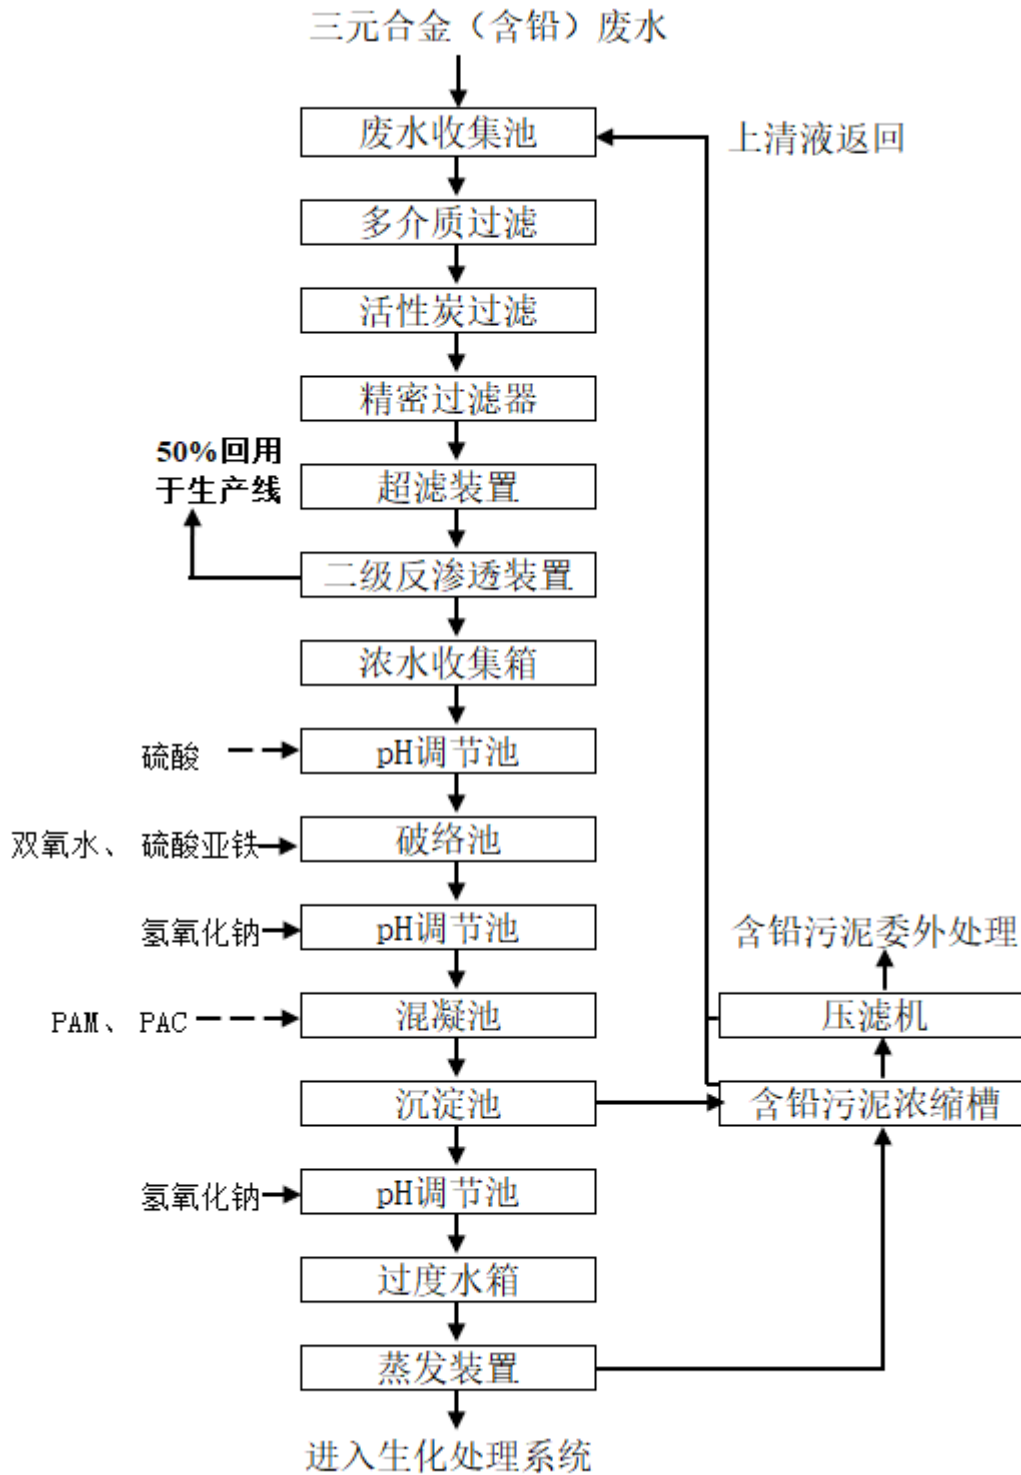 三元合金（含铅）废水
废水收集池
上清液返回
多介质过滤
活性炭过滤
精密过滤器
50%回用
于生产线
超滤装置
二级反渗透装置
浓水收集箱
硫酸
pH调节池
双氧水、硫酸亚铁
破络池
氢氧化钠
pH调节池
含铅污泥委外处理
PAM、PAC
混凝池
压滤机
沉淀池
含铅污泥浓缩槽
氢氧化钠
pH调节池
过度水箱
蒸发装置
进入生化处理系统